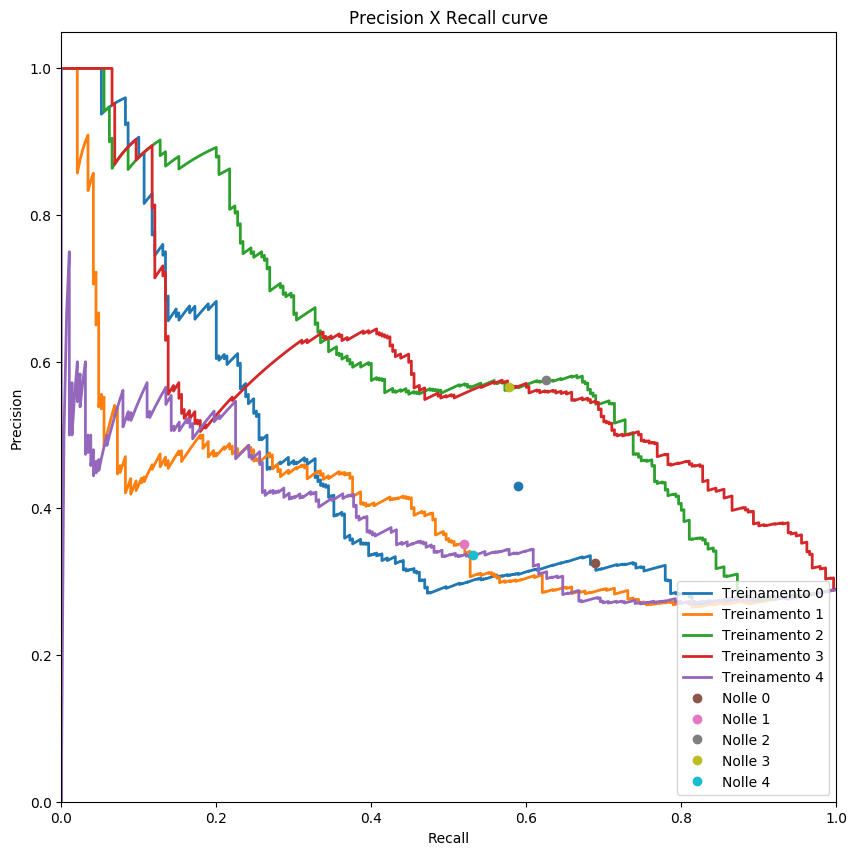 Precision X Recall curve
1.0
0.8
0.6
0.4
0.2
0.0
Precision
0.0 0.2 0.4 0.6 0.8 1.0
Recall
Treinamento 0
Treinamento 1
Treinamento 2
Treinamento 3
Treinamento 4
Nolle 0
Nolle 1
Nolle 2
Nolle 3
Nolle 4